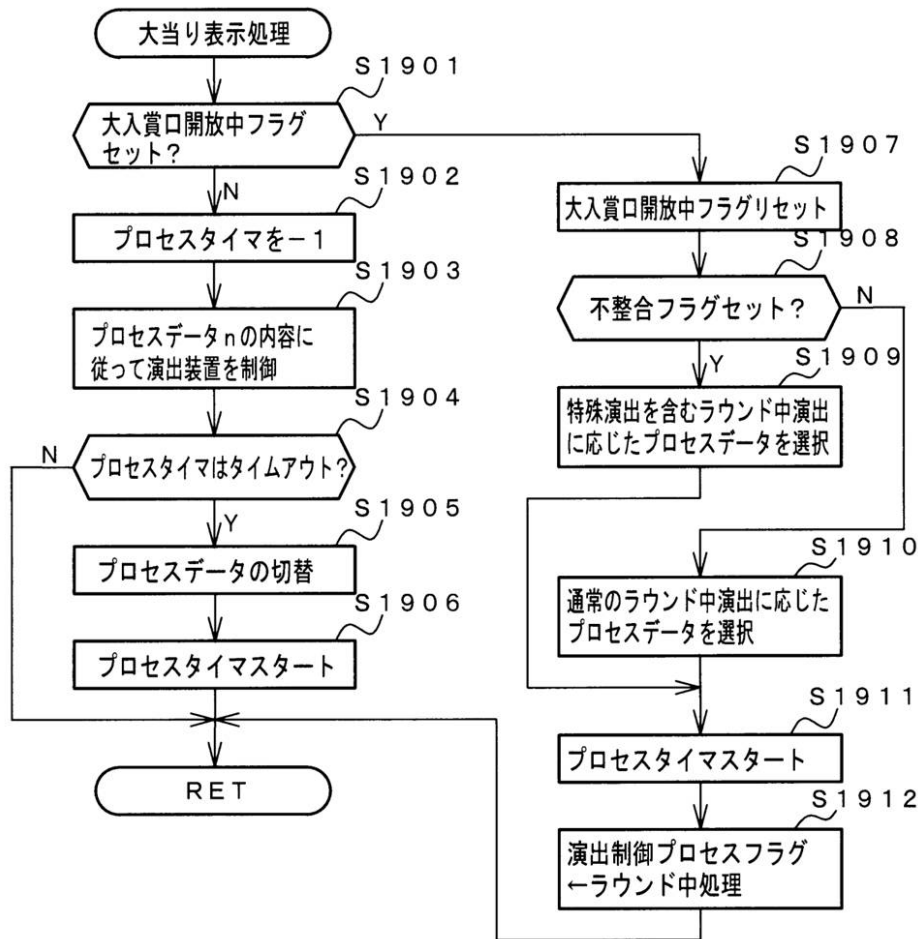 大当り表示処理
S1901
大入賞口開放中フラグ
セット?
Y
N
S1902
プロセスタイマを－1
S1903
プロセスデータnの内容に
従って演出装置を制御
S1904
N
プロセスタイマはタイムアウト?
Y
S1905
プロセスデータの切替
S1906
プロセスタイマスタート
RET
S1907
大入賞口開放中フラグリセット
S1908
不整合フラグセット?
N
Y
S1909
特殊演出を含むラウンド中演出
に応じたプロセスデータを選択
S1910
通常のラウンド中演出に応じた
プロセスデータを選択
S1911
プロセスタイマスタート
S1912
演出制御プロセスフラグ
←ラウンド中処理